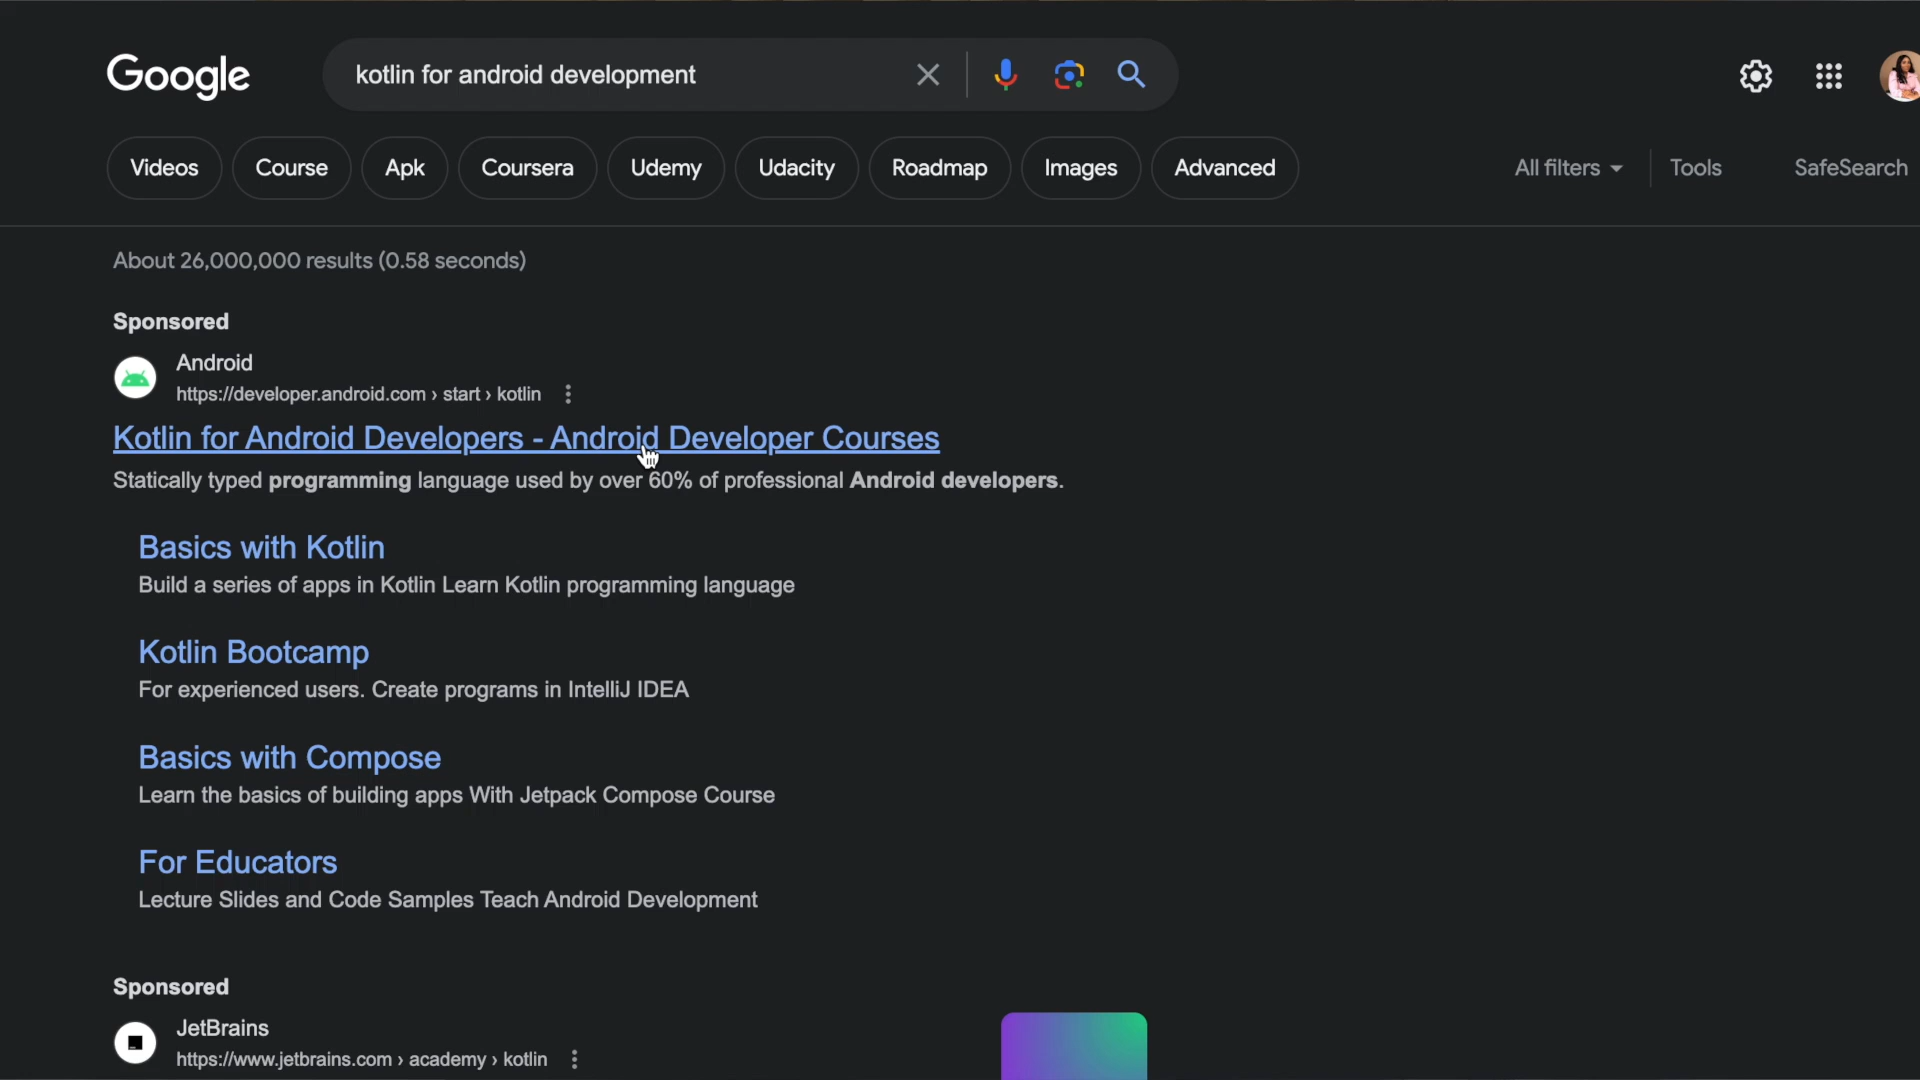 Google
kotlin for android development
Videos
Course
Apk
Coursera
Udemy
Udacity
Roadmap
Images
Advanced
All filters
Tools
SafeSearch
About 26,000,000 results (0.58 seconds)
Sponsored
Android
https://developer.android.com › start › kotlin
Kotlin for Android Developers - Android Developer Courses
Statically typed programming language used by over 60% of professional Android developers.
Basics with Kotlin
Build a series of apps in Kotlin Learn Kotlin programming language
Kotlin Bootcamp
For experienced users. Create programs in IntelliJ IDEA
Basics with Compose
Learn the basics of building apps With Jetpack Compose Course
For Educators
Lecture Slides and Code Samples Teach Android Development
Sponsored
JetBrains
https://www.jetbrains.com › academy › kotlin